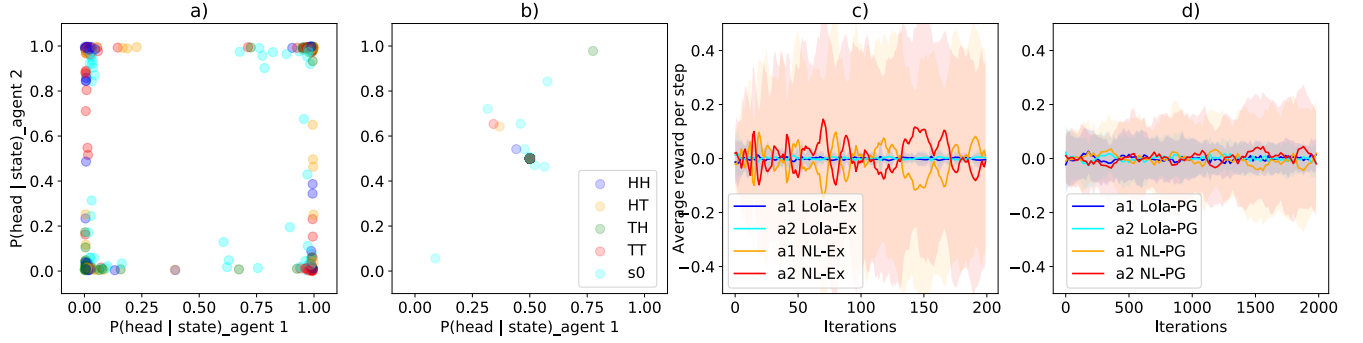 a)
P(head | state)_agent 2
1.0
0.8
0.6
0.4
0.2
0.0
0.00 0.25 0.50 0.75 1.00
P(head | state)_agent 1
b)
1.0
0.8
0.6
0.4
0.2
0.0
HH
HT
TH
TT
s0
0.00 0.25 0.50 0.75 1.00
P(head | state)_agent 1
c)
Average reward per step
0.4
0.2
0.0
−0.2
−0.4
a1 Lola-Ex
a2 Lola-Ex
a1 NL-Ex
a2 NL-Ex
0 50 100 150 200
Iterations
d)
0.4
0.2
0.0
−0.2
−0.4
a1 Lola-PG
a2 Lola-PG
a1 NL-PG
a2 NL-PG
0 500 1000 1500 2000
Iterations